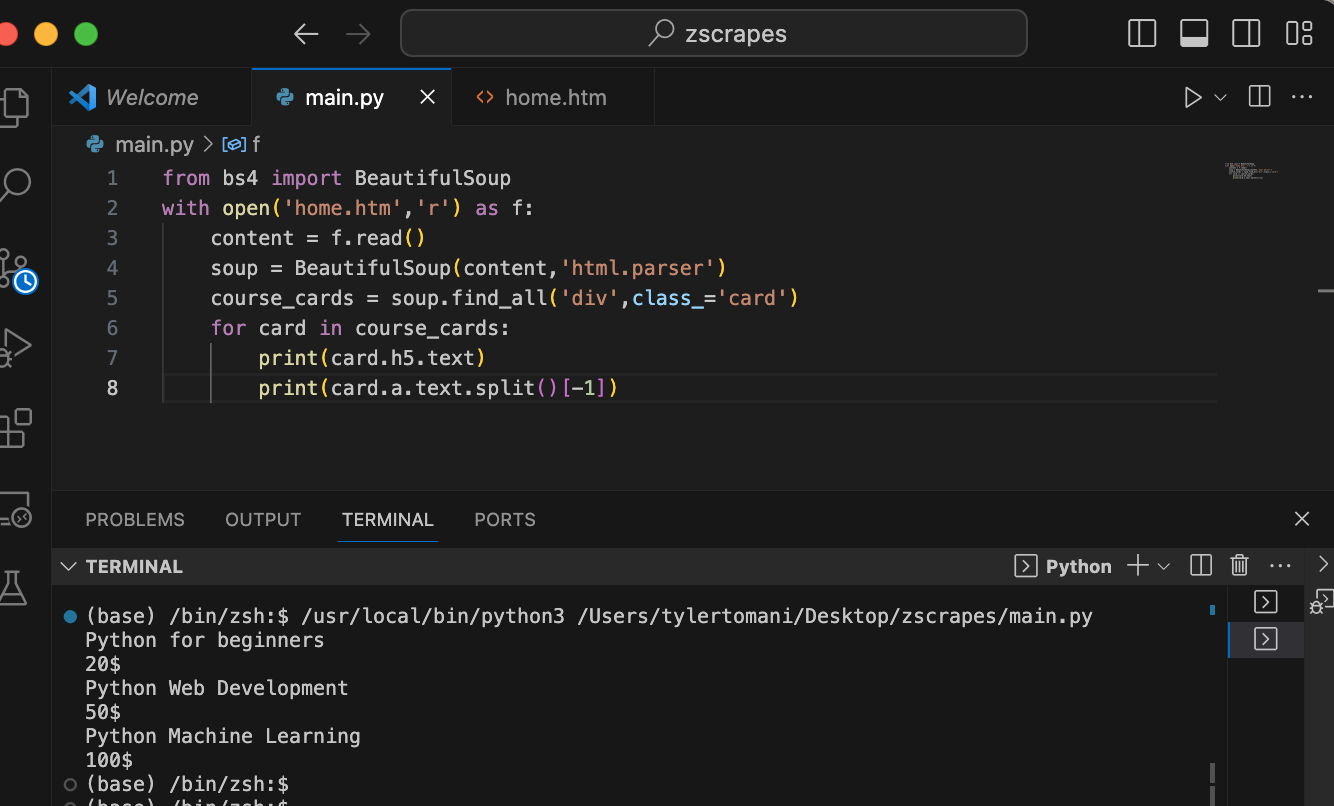 zscrapes
Welcome
main.py
home.htm
main.py > f
1 from bs4 import BeautifulSoup
2 with open('home.htm','r') as f:
3     content = f.read()
4     soup = BeautifulSoup(content,'html.parser')
5     course_cards = soup.find_all('div',class_='card')
6     for card in course_cards:
7         print(card.h5.text)
8         print(card.a.text.split()[-1])
PROBLEMS OUTPUT TERMINAL PORTS
TERMINAL
Python
(base) /bin/zsh:$ /usr/local/bin/python3 /Users/tylertomani/Desktop/zscrapes/main.py
Python for beginners
20$
Python Web Development
50$
Python Machine Learning
100$
(base) /bin/zsh:$
(base) /bin/zsh:$